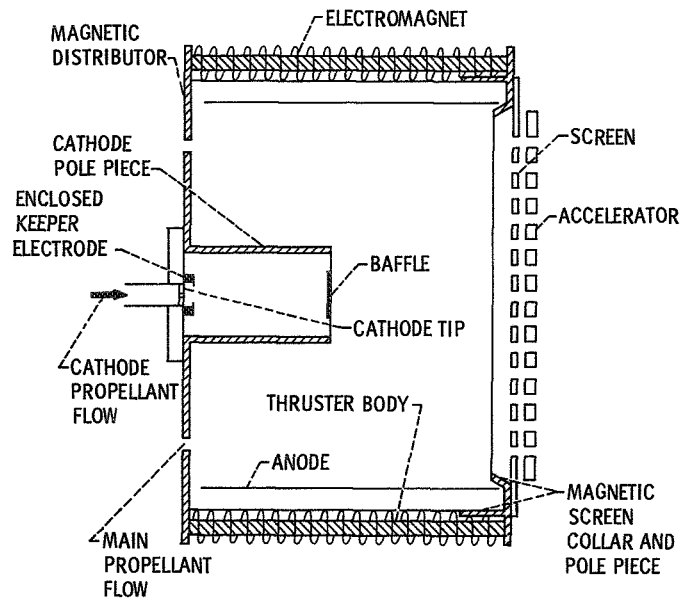 ELECTROMAGNET
MAGNETIC
DISTRIBUTOR
CATHODE
POLE PIECE
SCREEN
ENCLOSED
KEEPER
ELECTRODE
ACCELERATOR
BAFFLE
CATHODE TIP
CATHODE
PROPELLANT
FLOW
THRUSTER BODY
ANODE
MAGNETIC
SCREEN
COLLAR AND
POLE PIECE
MAIN
PROPELLANT
FLOW